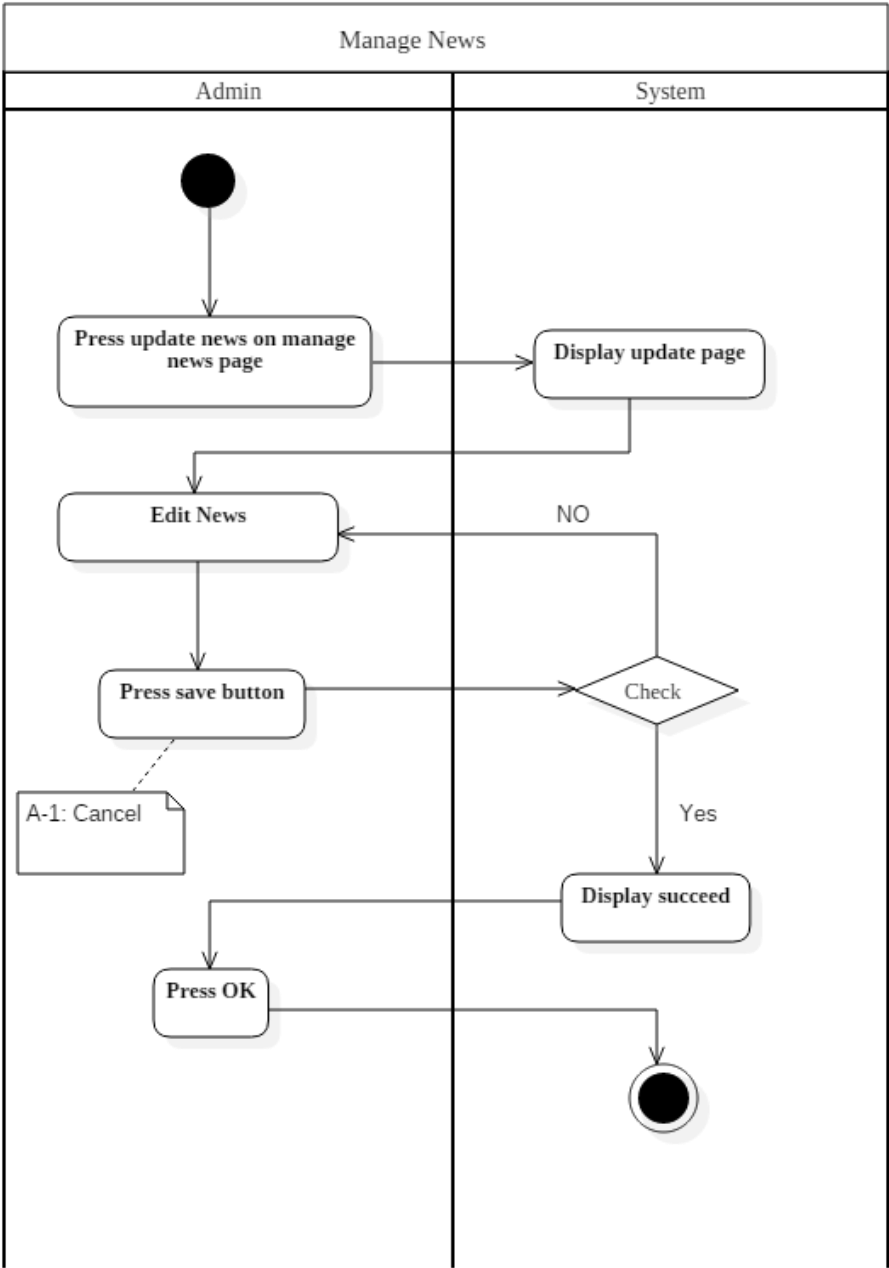 Manage News
Admin
System
Press update news on manage
news page
Display update page
Edit News
NO
Press save button
Check
A-1: Cancel
Yes
Display succeed
Press OK